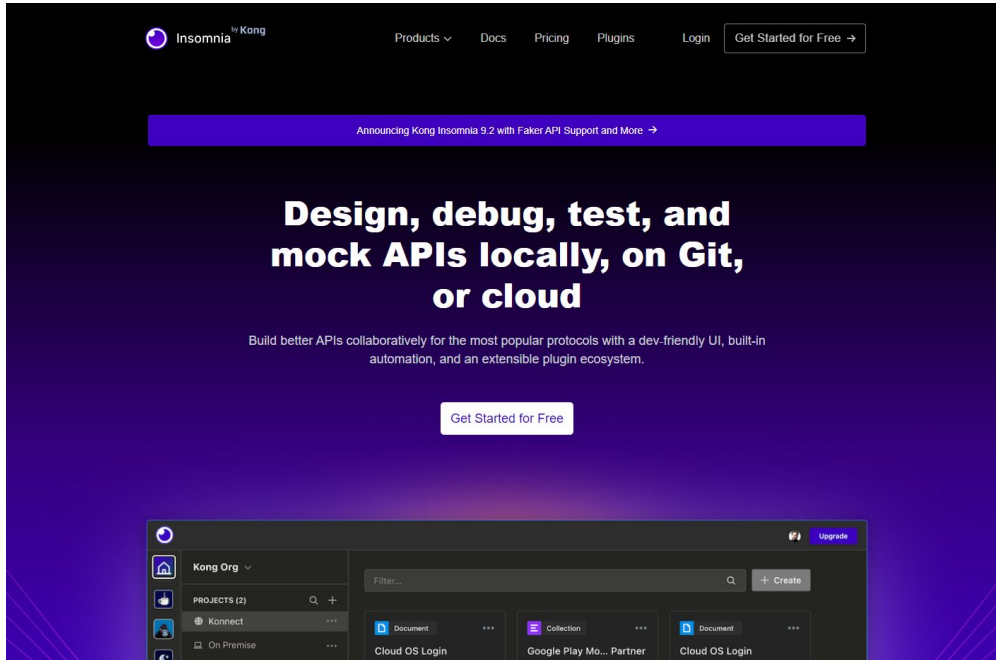 Insomnia by Kong
Products
Docs
Pricing
Plugins
Login
Get Started for Free →
Announcing Kong Insomnia 9.2 with Faker API Support and More →
Design, debug, test, and
mock APIs locally, on Git,
or cloud
Build better APIs collaboratively for the most popular protocols with a dev-friendly UI, built-in
automation, and an extensible plugin ecosystem.
Get Started for Free
Upgrade
Kong Org
Filter...
+ Create
PROJECTS (2)
Konnect
On Premise
Document
Collection
Document
Cloud OS Login
Google Play Mo... Partner
Cloud OS Login